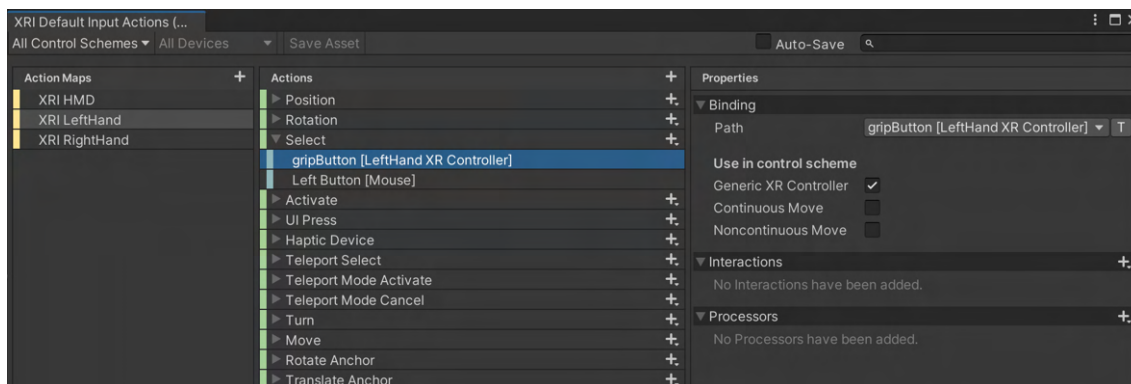 XRI Default Input Actions (...
All Control Schemes All Devices Save Asset Auto-Save
Action Maps
XRI HMD
XRI LeftHand
XRI RightHand
Actions
Position
Rotation
Select
gripButton [LeftHand XR Controller]
Left Button [Mouse]
Activate
UI Press
Haptic Device
Teleport Select
Teleport Mode Activate
Teleport Mode Cancel
Turn
Move
Rotate Anchor
Translate Anchor
Properties
Binding
Path gripButton [LeftHand XR Controller] T
Use in control scheme
Generic XR Controller
Continuous Move
Noncontinuous Move
Interactions
No Interactions have been added.
Processors
No Processors have been added.